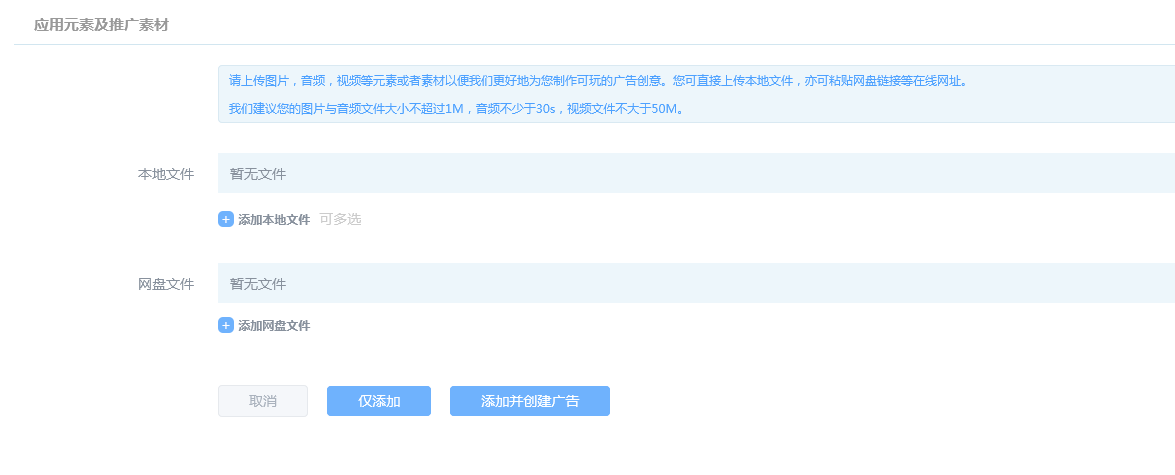 应用元素及推广素材
请上传图片，音频，视频等元素或者素材以便我们更好地为您制作可玩的广告创意。您可直接上传本地文件，亦可粘贴网盘链接等在线网址。
我们建议您的图片与音频文件大小不超过1M，音频不少于30s，视频文件不大于50M。
本地文件 暂无文件
+ 添加本地文件 可多选
网盘文件 暂无文件
+ 添加网盘文件
取消 仅添加 添加并创建广告